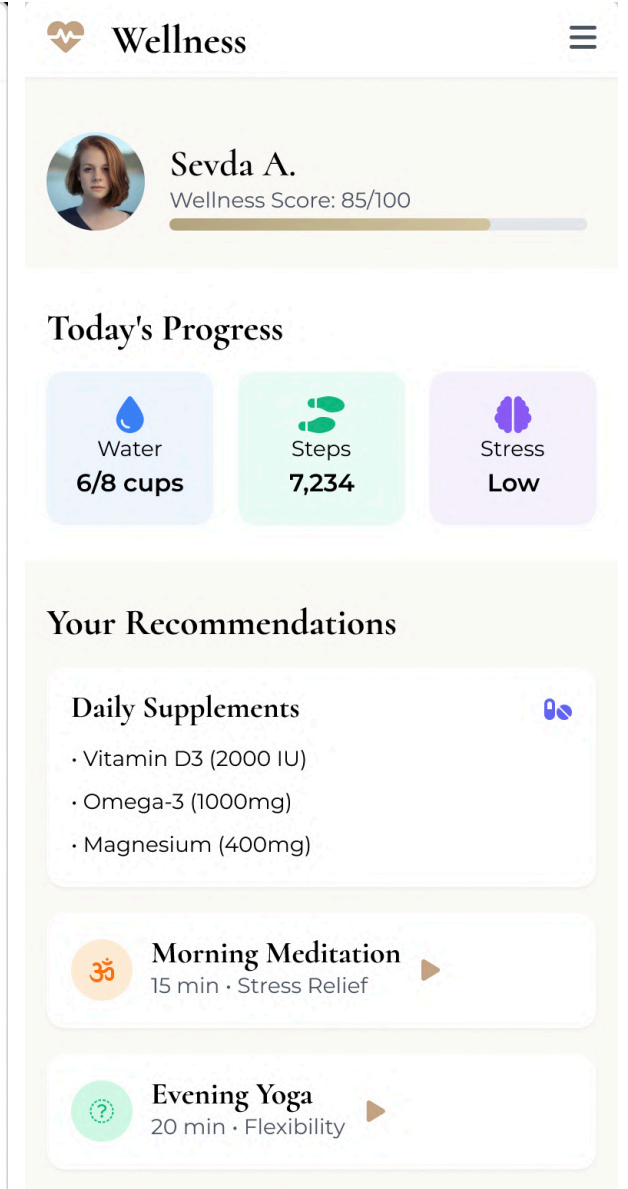 Wellness
Sevda A.
Wellness Score: 85/100
Today's Progress
Water
6/8 cups
Steps
7,234
Stress
Low
Your Recommendations
Daily Supplements
• Vitamin D3 (2000 IU)
• Omega-3 (1000mg)
• Magnesium (400mg)
ॐ
Morning Meditation
15 min • Stress Relief
?
Evening Yoga
20 min • Flexibility